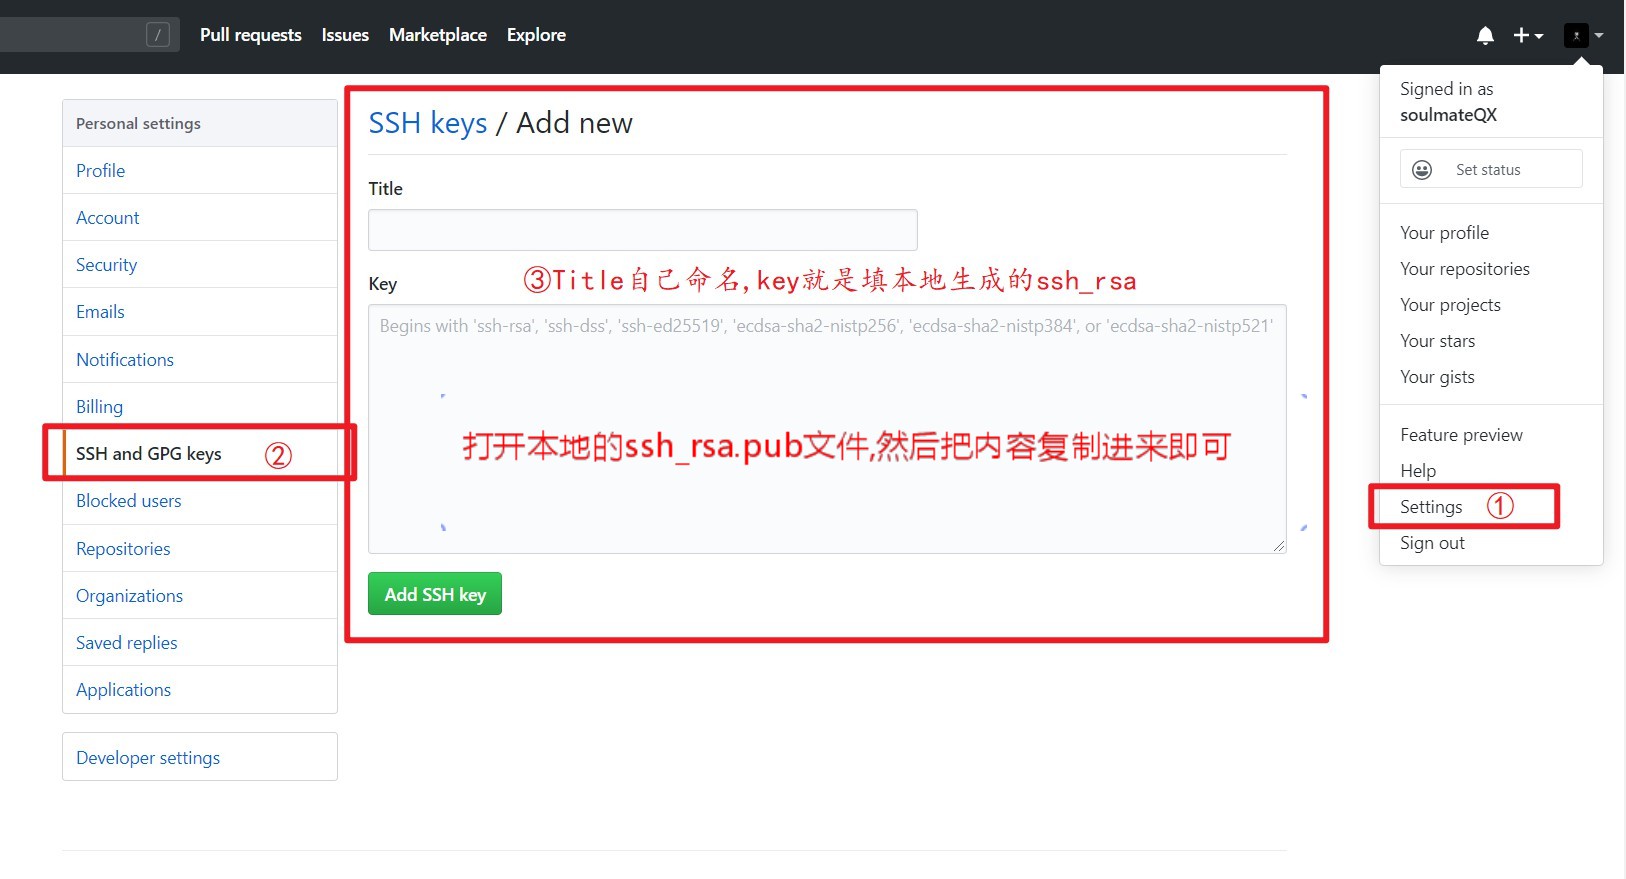 / Pull requests Issues Marketplace Explore
Signed in as
soulmateQX
Set status
Your profile
Your repositories
Your projects
Your stars
Your gists
Feature preview
Help
Settings ①
Sign out
Personal settings
Profile
Account
Security
Emails
Notifications
Billing
SSH and GPG keys ②
Blocked users
Repositories
Organizations
Saved replies
Applications
Developer settings
SSH keys / Add new
Title
③Title自己命名,key就是填本地生成的ssh_rsa
Key
Begins with 'ssh-rsa', 'ssh-dss', 'ssh-ed25519', 'ecdsa-sha2-nistp256', 'ecdsa-sha2-nistp384', or 'ecdsa-sha2-nistp521'
打开本地的ssh_rsa.pub文件,然后把内容复制进来即可
Add SSH key